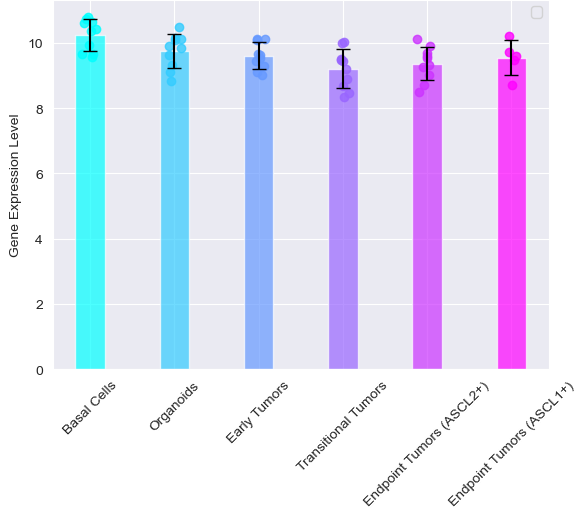 Gene Expression Level
10
8
6
4
2
0
Basal Cells
Organoids
Early Tumors
Transitional Tumors
Endpoint Tumors (ASCL2+)
Endpoint Tumors (ASCL1+)